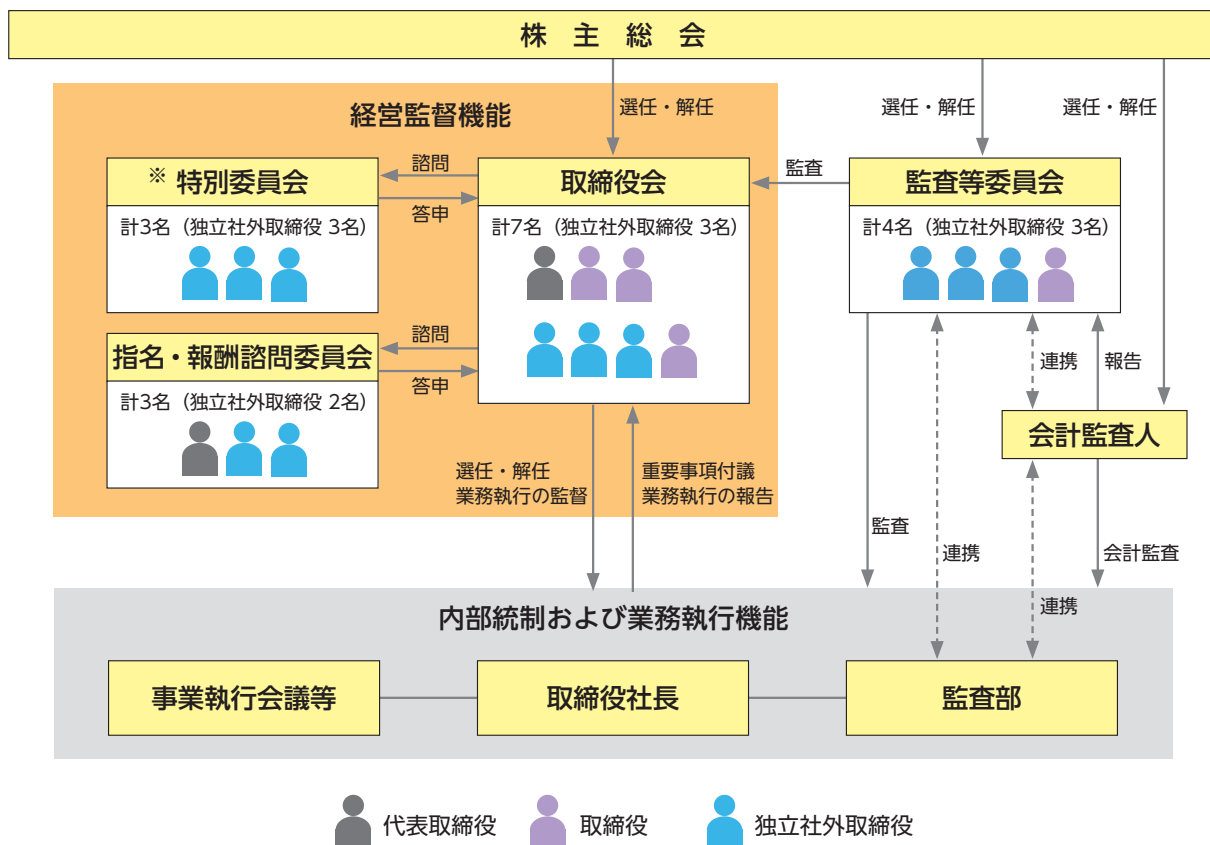 株主総会
経営監督機能
選任・解任
選任・解任
選任・解任
※ 特別委員会
計3名（独立社外取締役 3名）
諮問
答申
取締役会
計7名（独立社外取締役 3名）
監査
監査等委員会
計4名（独立社外取締役 3名）
指名・報酬諮問委員会
計3名（独立社外取締役 2名）
諮問
答申
連携
報告
会計監査人
選任・解任
業務執行の監督
重要事項付議
業務執行の報告
監査
連携
会計監査
連携
内部統制および業務執行機能
事業執行会議等
取締役社長
監査部
代表取締役
取締役
独立社外取締役